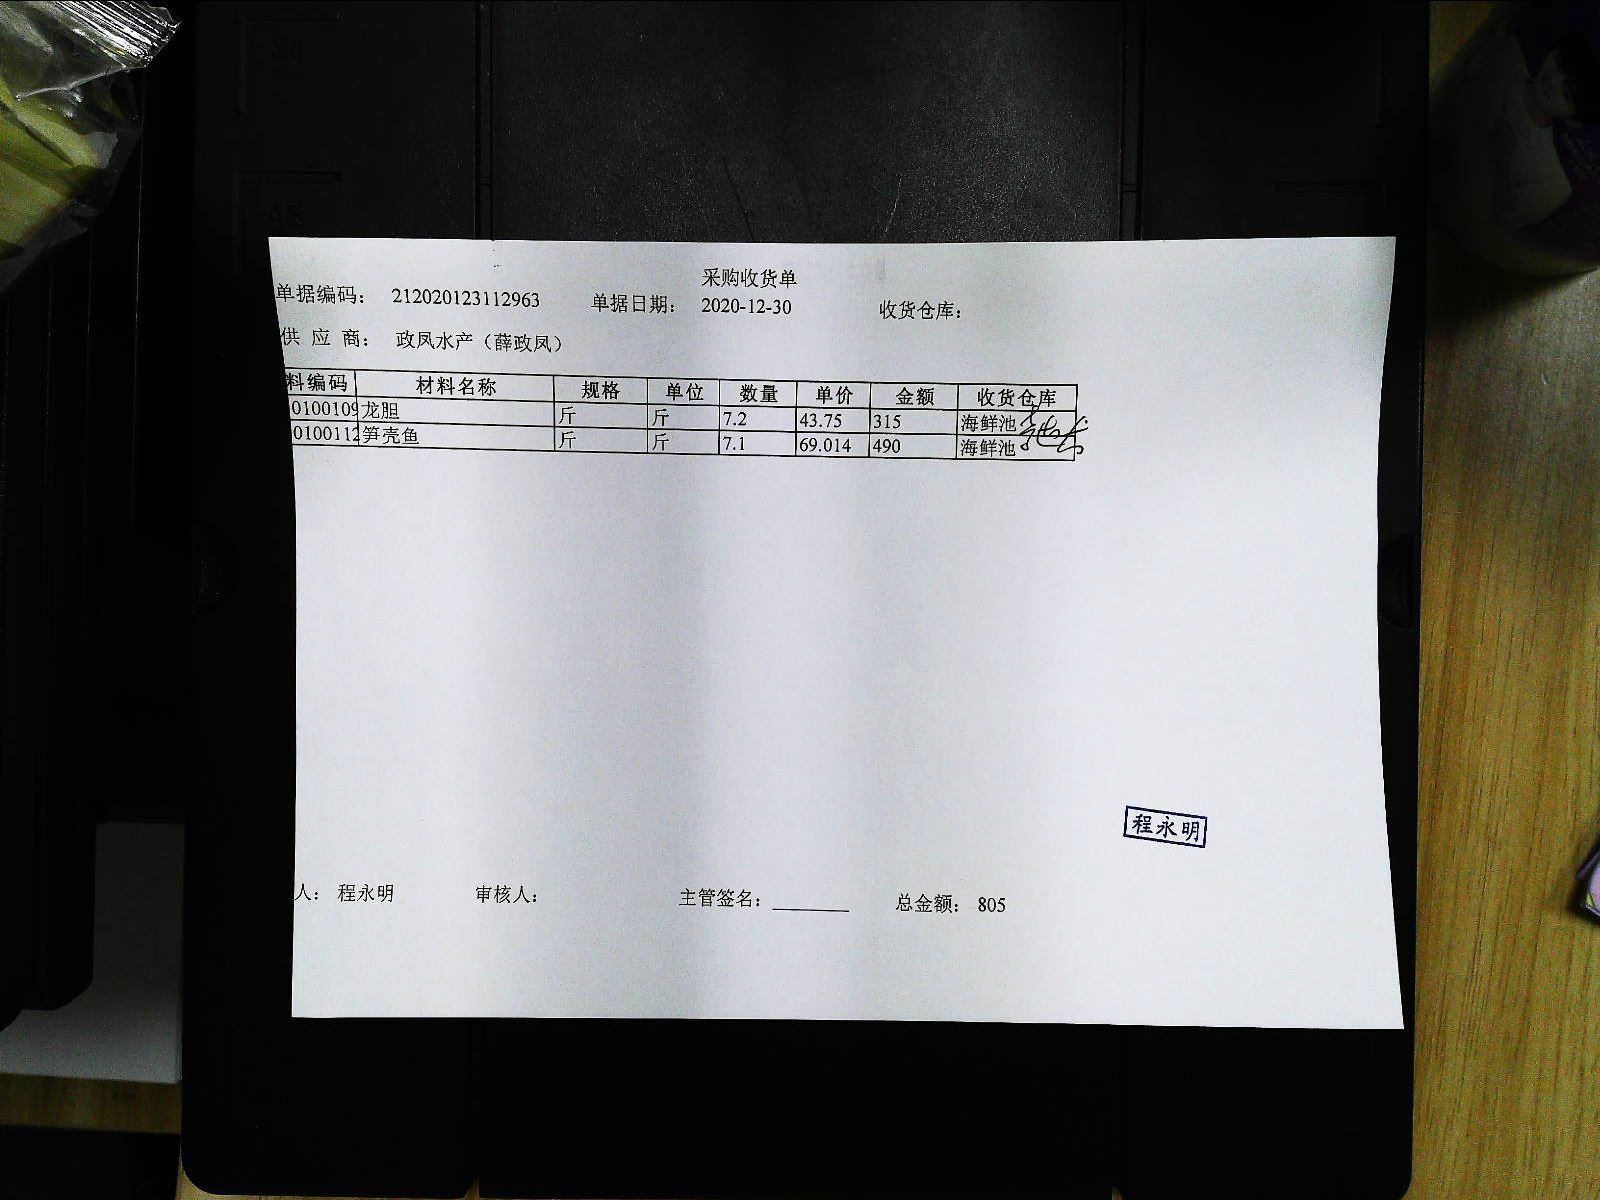 采购收货单
单据编码： 212020123112963 单据日期： 2020-12-30 收货仓库：
供 应 商： 政凤水产（薛政凤）
料编码 材料名称 规格 单位 数量 单价 金额 收货仓库
0100109 龙胆 斤 斤 7.2 43.75 315 海鲜池
0100112 笋壳鱼 斤 斤 7.1 69.014 490 海鲜池
程永明
人： 程永明 审核人： 主管签名： 总金额： 805